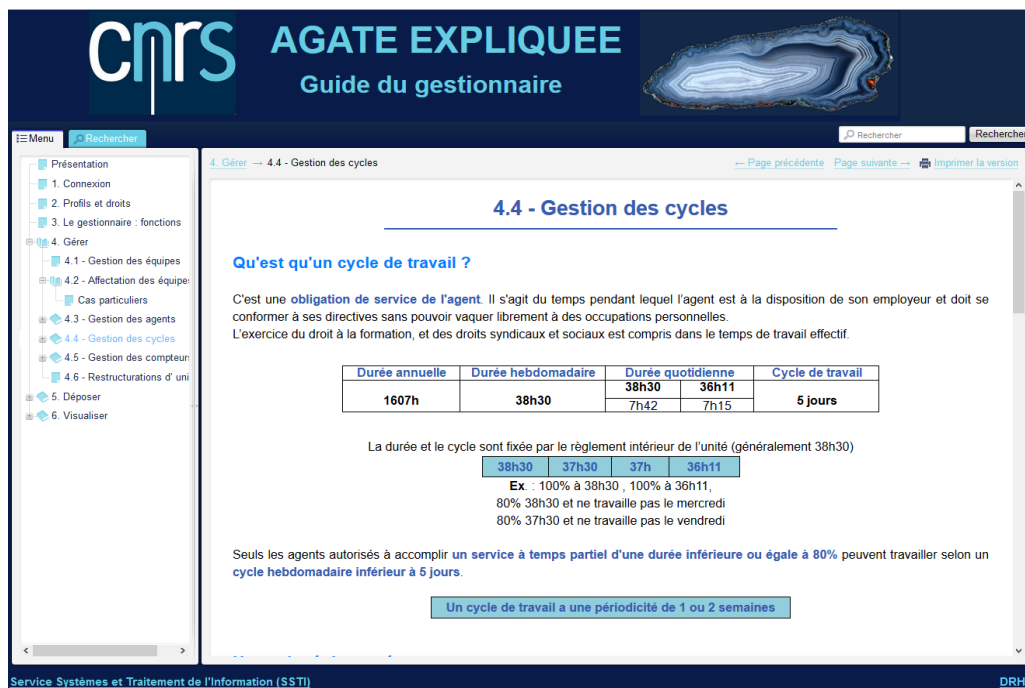 cnrs
AGATE EXPLIQUEE
Guide du gestionnaire
Menu
Rechercher
Rechercher
Rechercher
Présentation
1. Connexion
2. Profils et droits
3. Le gestionnaire : fonctions
4. Gérer
4.1 - Gestion des équipes
4.2 - Affectation des équipe
Cas particuliers
4.3 - Gestion des agents
4.4 - Gestion des cycles
4.5 - Gestion des compteur
4.6 - Restructurations d' uni
5. Déposer
6. Visualiser
4. Gérer → 4.4 - Gestion des cycles
← Page précédente Page suivante → Imprimer la version
4.4 - Gestion des cycles
Qu'est qu'un cycle de travail ?
C'est une obligation de service de l'agent. Il s'agit du temps pendant lequel l'agent est à la disposition de son employeur et doit se
conformer à ses directives sans pouvoir vaquer librement à des occupations personnelles.
L'exercice du droit à la formation, et des droits syndicaux et sociaux est compris dans le temps de travail effectif.
Durée annuelle Durée hebdomadaire Durée quotidienne Cycle de travail
1607h 38h30 38h30 36h11 5 jours
7h42 7h15
La durée et le cycle sont fixée par le règlement intérieur de l'unité (généralement 38h30)
38h30 37h30 37h 36h11
Ex. : 100% à 38h30 , 100% à 36h11,
80% 38h30 et ne travaille pas le mercredi
80% 37h30 et ne travaille pas le vendredi
Seuls les agents autorisés à accomplir un service à temps partiel d'une durée inférieure ou égale à 80% peuvent travailler selon un
cycle hebdomadaire inférieur à 5 jours.
Un cycle de travail a une périodicité de 1 ou 2 semaines
Service Systèmes et Traitement de l'Information (SSTI)
DRH